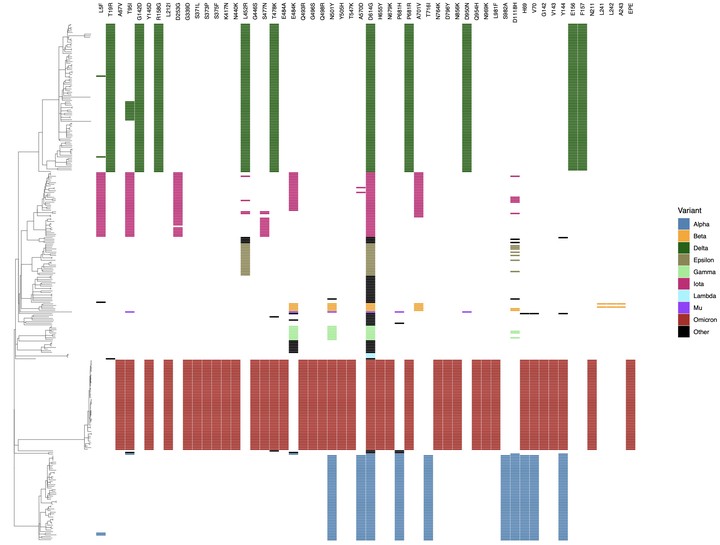 L5F
T19R
A67V
T95I
G142D
Y145D
R158G
L212I
D253G
G339D
S371L
S373P
S375F
K417N
N440K
L452R
G446S
S477N
T478K
E484A
E484K
Q493R
G496S
Q498R
N501Y
Y505H
T547K
A570D
D614G
H655Y
N679K
P681H
P681R
A701V
T716I
N764K
D796Y
N856K
D950N
Q954H
N969K
L981F
S982A
D1118H
H69
V70
G142
V143
Y144
E156
F157
N211
L241
L242
A243
EPE
Variant
Alpha
Beta
Delta
Epsilon
Gamma
Iota
Lambda
Mu
Omicron
Other